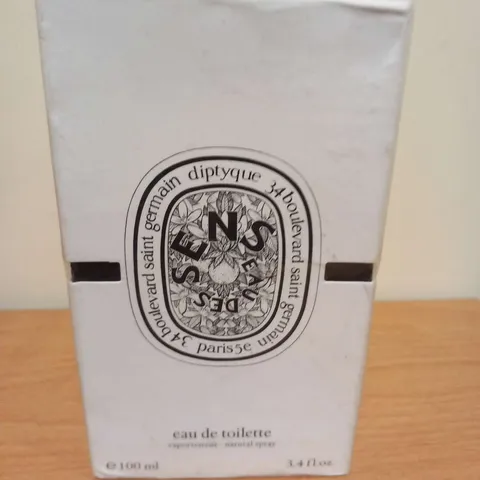 34 boulevard saint germain diptyque 34 boulevard saint germain
paris 5e
EAU DES
SENS
eau de toilette
vaporisateur - natural spray
℮ 100 ml
3.4 fl oz